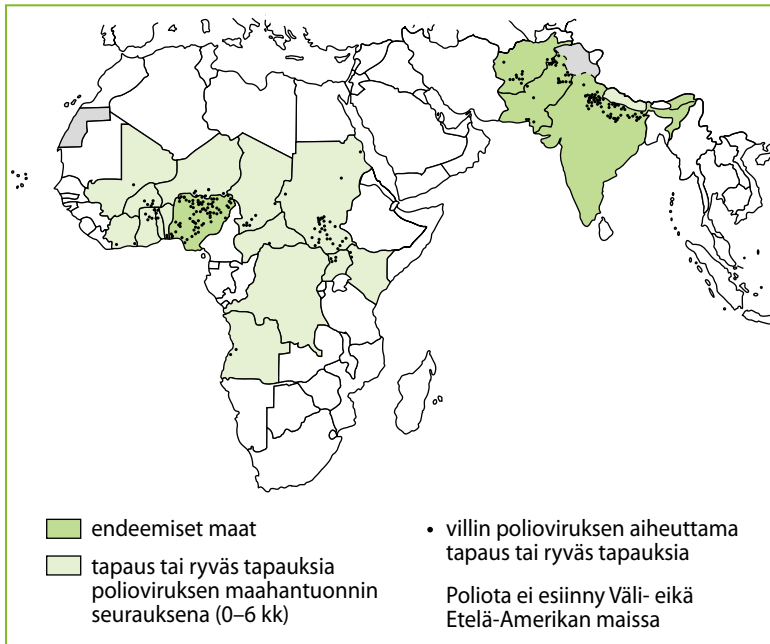 endeemiset maat
tapaus tai ryväs tapauksia
polioviruksen maahantuonnin
seurauksena (0–6 kk)
• villin polioviruksen aiheuttama
tapaus tai ryväs tapauksia
Poliota ei esiinny Väli- eikä
Etelä-Amerikan maissa